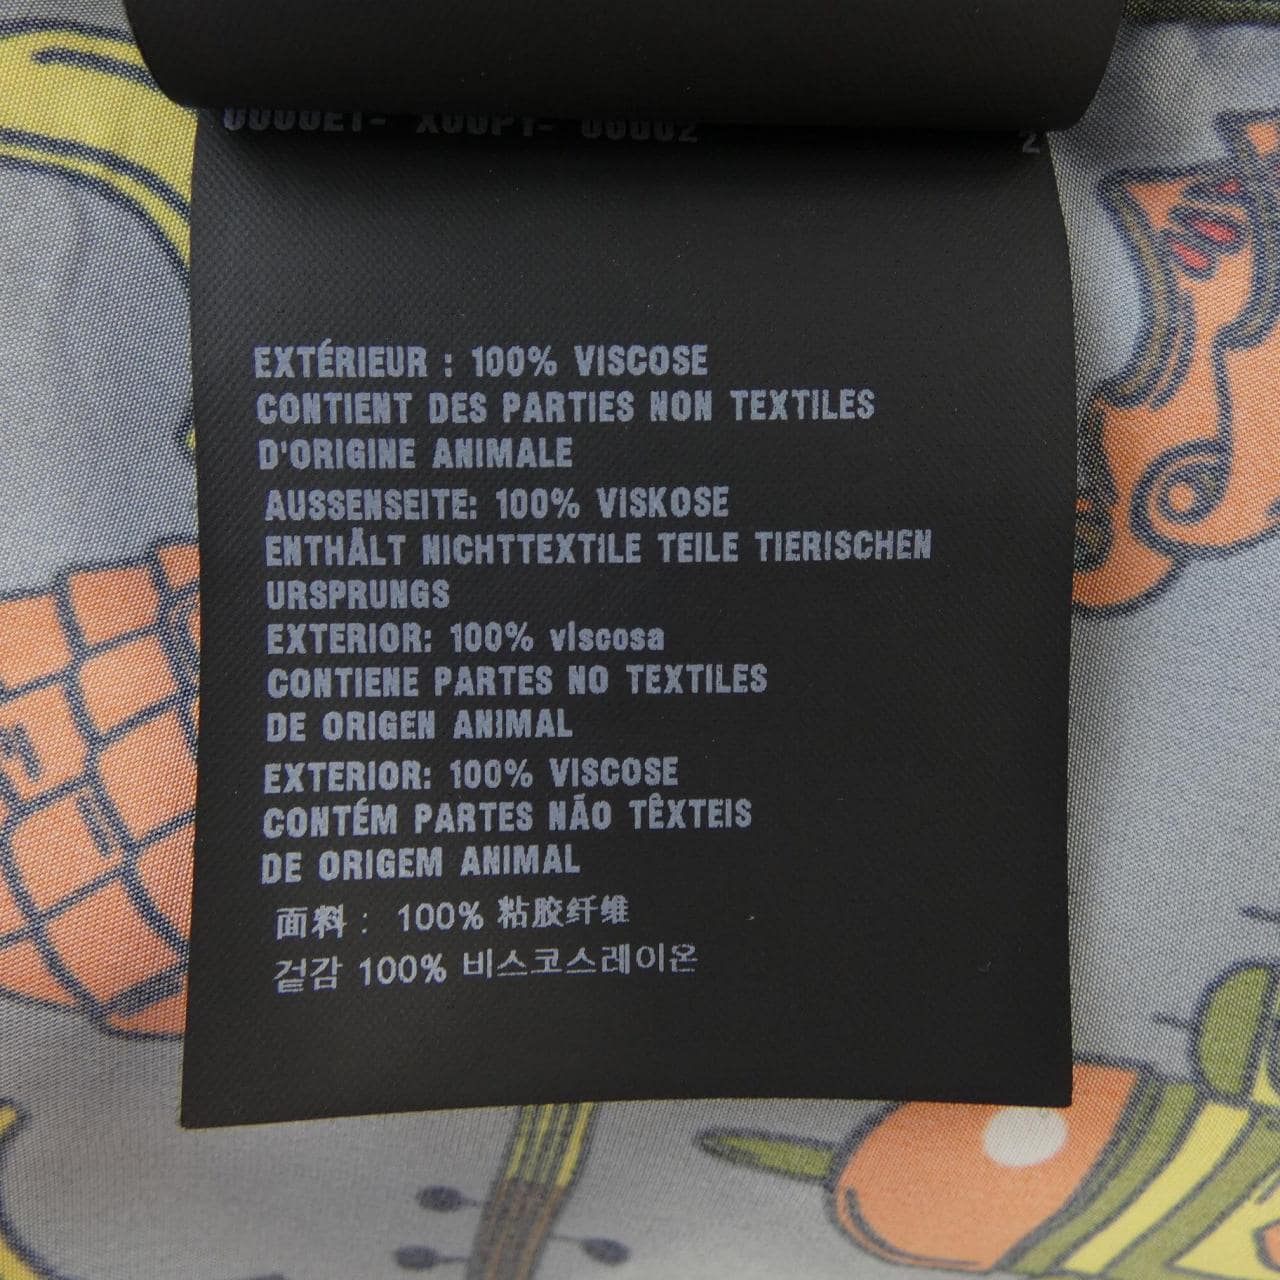 2
EXTÉRIEUR : 100% VISCOSE
CONTIENT DES PARTIES NON TEXTILES
D'ORIGINE ANIMALE
AUSSENSEITE: 100% VISKOSE
ENTHÄLT NICHTTEXTILE TEILE TIERISCHEN
URSPRUNGS
EXTERIOR: 100% viscosa
CONTIENE PARTES NO TEXTILES
DE ORIGEN ANIMAL
EXTERIOR: 100% VISCOSE
CONTÉM PARTES NÃO TÊXTEIS
DE ORIGEM ANIMAL
面料： 100% 粘胶纤维
겉감 100% 비스코스레이온